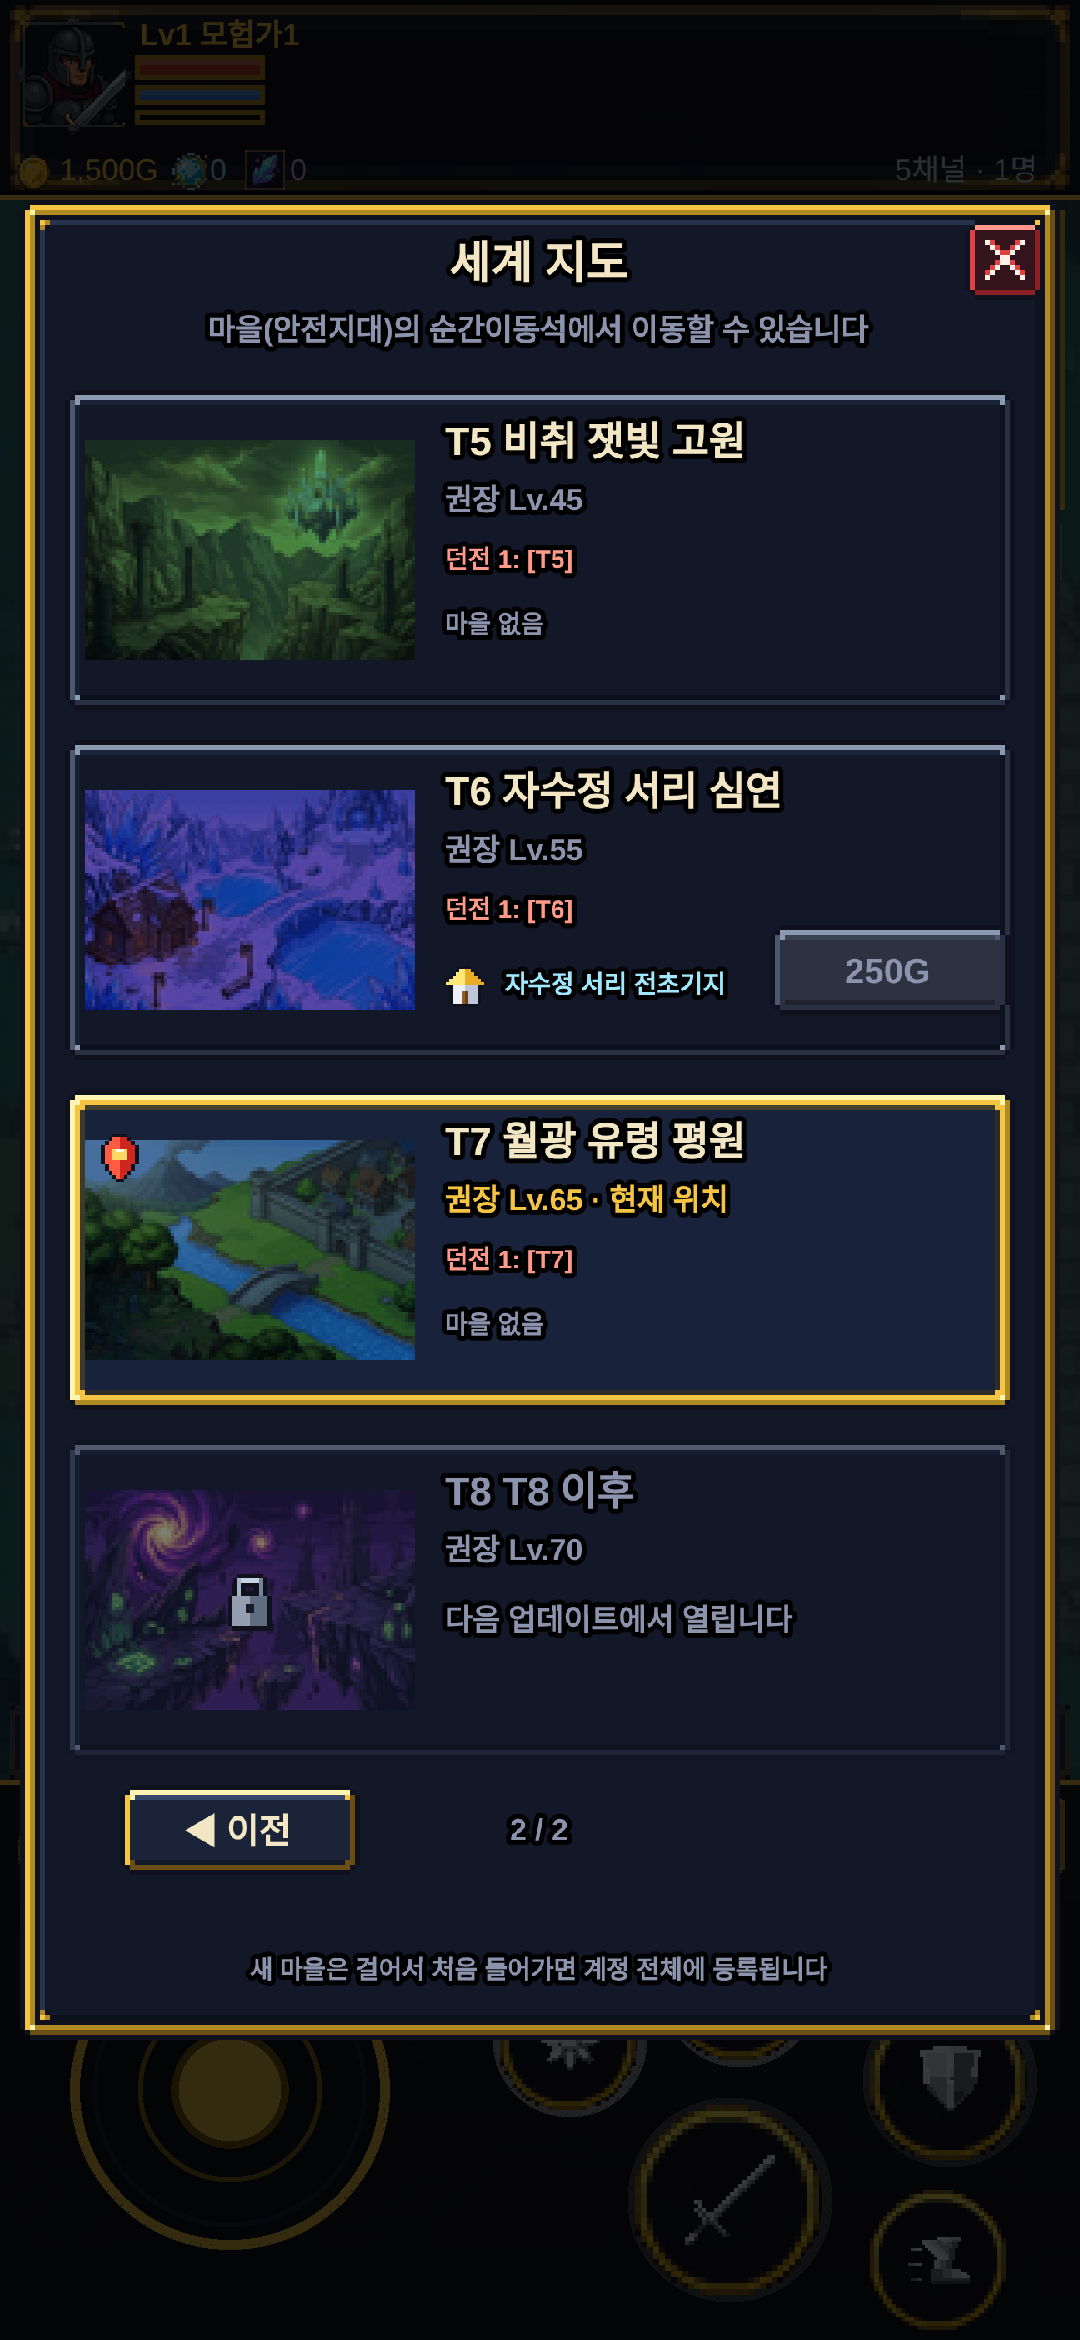 Lv1 모험가1
1,500G 0 0 5채널 · 1명
세계 지도
마을(안전지대)의 순간이동석에서 이동할 수 있습니다
T5 비취 잿빛 고원
권장 Lv.45
던전 1: [T5]
마을 없음
T6 자수정 서리 심연
권장 Lv.55
던전 1: [T6]
자수정 서리 전초기지
250G
T7 월광 유령 평원
권장 Lv.65 · 현재 위치
던전 1: [T7]
마을 없음
T8 T8 이후
권장 Lv.70
다음 업데이트에서 열립니다
◀ 이전
2 / 2
새 마을은 걸어서 처음 들어가면 계정 전체에 등록됩니다